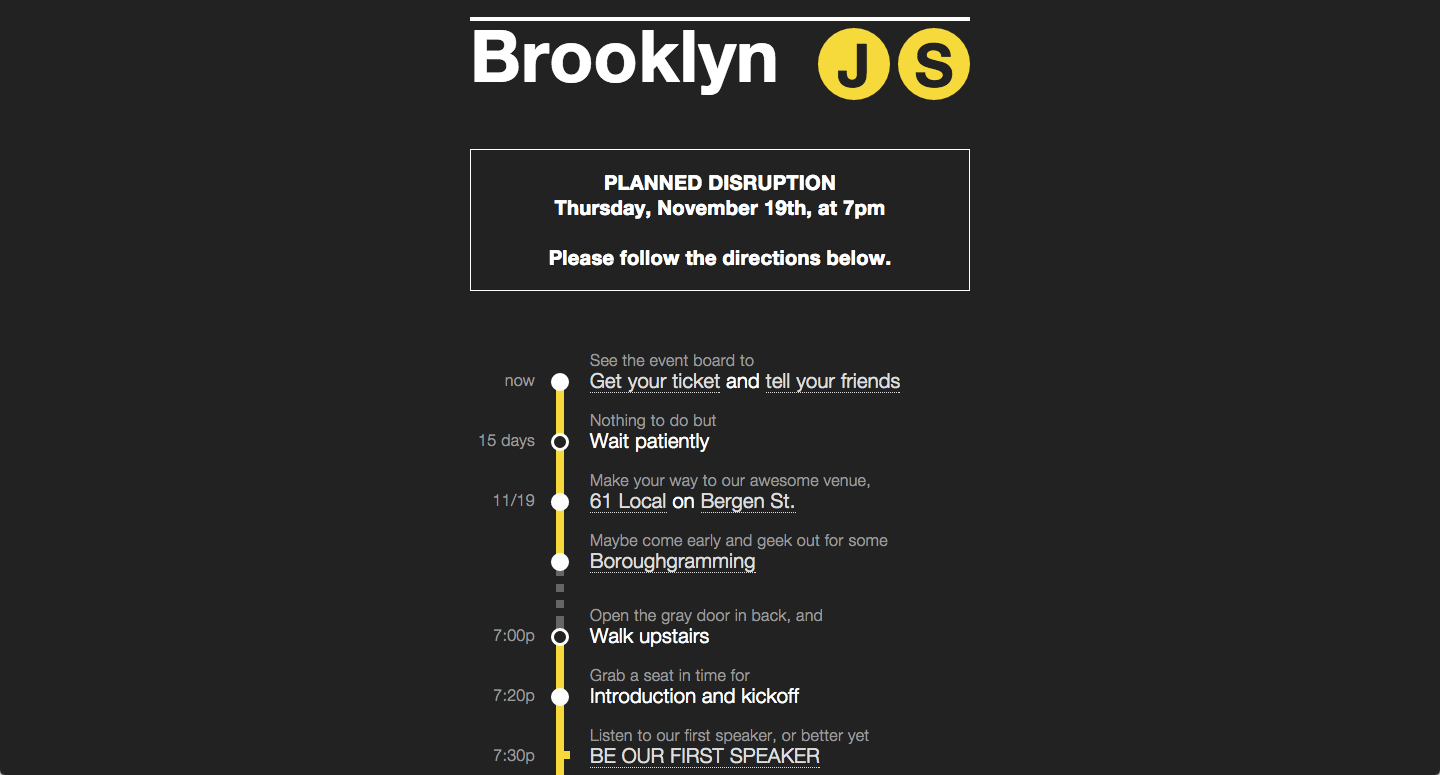 Brooklyn J S
PLANNED DISRUPTION
Thursday, November 19th, at 7pm
Please follow the directions below.
See the event board to
now Get your ticket and tell your friends
Nothing to do but
15 days Wait patiently
Make your way to our awesome venue,
11/19 61 Local on Bergen St.
Maybe come early and geek out for some
Boroughgramming
Open the gray door in back, and
7:00p Walk upstairs
Grab a seat in time for
7:20p Introduction and kickoff
Listen to our first speaker, or better yet
7:30p BE OUR FIRST SPEAKER